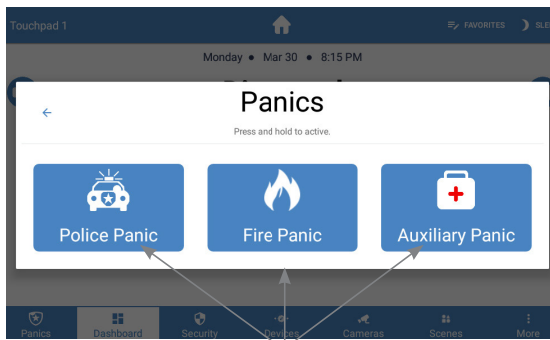 Touchpad 1
FAVORITES
Monday • Mar 30 • 8:15 PM
Panics
Press and hold to active.
Police Panic
Fire Panic
Auxiliary Panic
Panics
Dashboard
Security
Devices
Cameras
Scenes
More